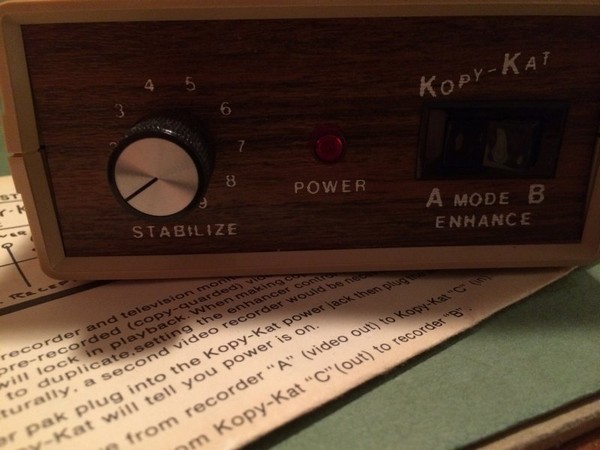 KOPY-KAT
3 4 5 6 7 8 9
POWER
A MODE B
STABILIZE
ENHANCE
recorder and television
pre-recorded (copy-guarded)
will lock in playback. When making
to duplicate, setting the enhancer control
a second video recorder would be
pak plug into the Kopy-Kat power jack then plug the
Kat will tell you power is on.
from recorder "A" (video out) to Kopy-Kat "C" (in)
Kopy-Kat "C" (out) to recorder "B".